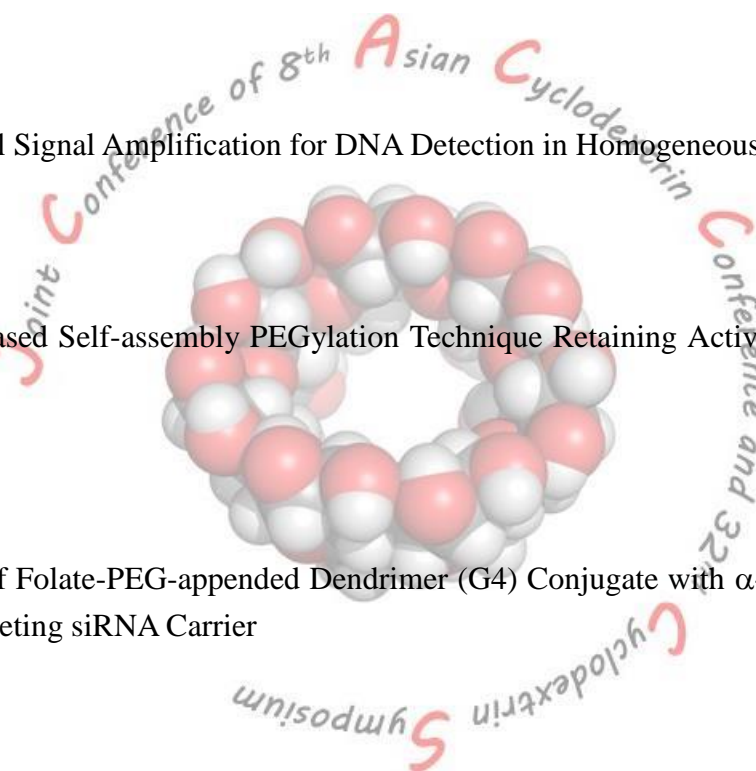 Joint Conference of 8th Asian Cyclodextrin Conference and 32nd Cyclodextrin Symposium
l Signal Amplification for DNA Detection in Homogeneous
ased Self-assembly PEGylation Technique Retaining Activ
f Folate-PEG-appended Dendrimer (G4) Conjugate with α-
eting siRNA Carrier